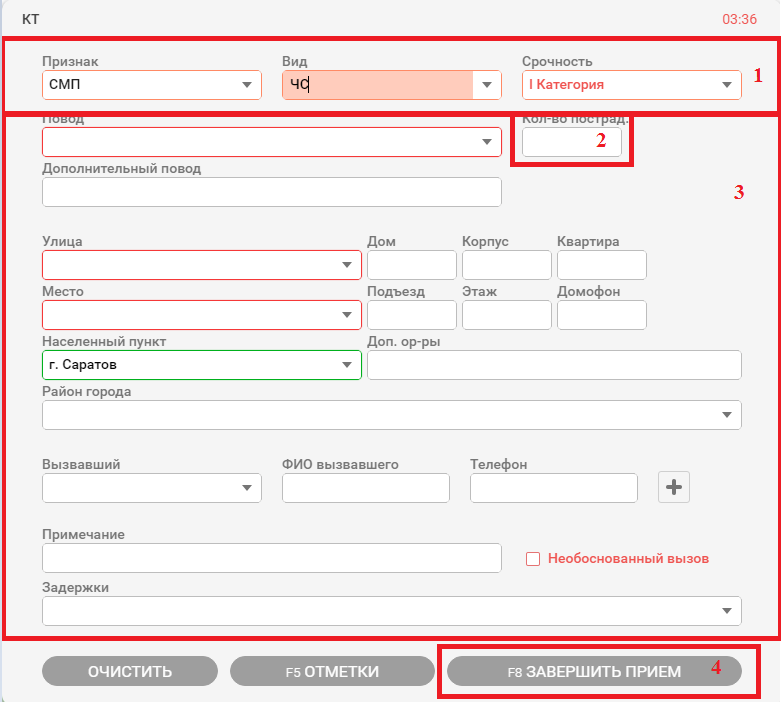 КТ 03:36
Признак Вид Срочность
СМП ЧС I Категория 1
Повод Кол-во пострад.
2
Дополнительный повод
3
Улица Дом Корпус Квартира
Место Подъезд Этаж Домофон
Населенный пункт Доп. ор-ры
г. Саратов
Район города
Вызвавший ФИО вызвавшего Телефон
Примечание
Необоснованный вызов
Задержки
ОЧИСТИТЬ F5 ОТМЕТКИ F8 ЗАВЕРШИТЬ ПРИЕМ 4